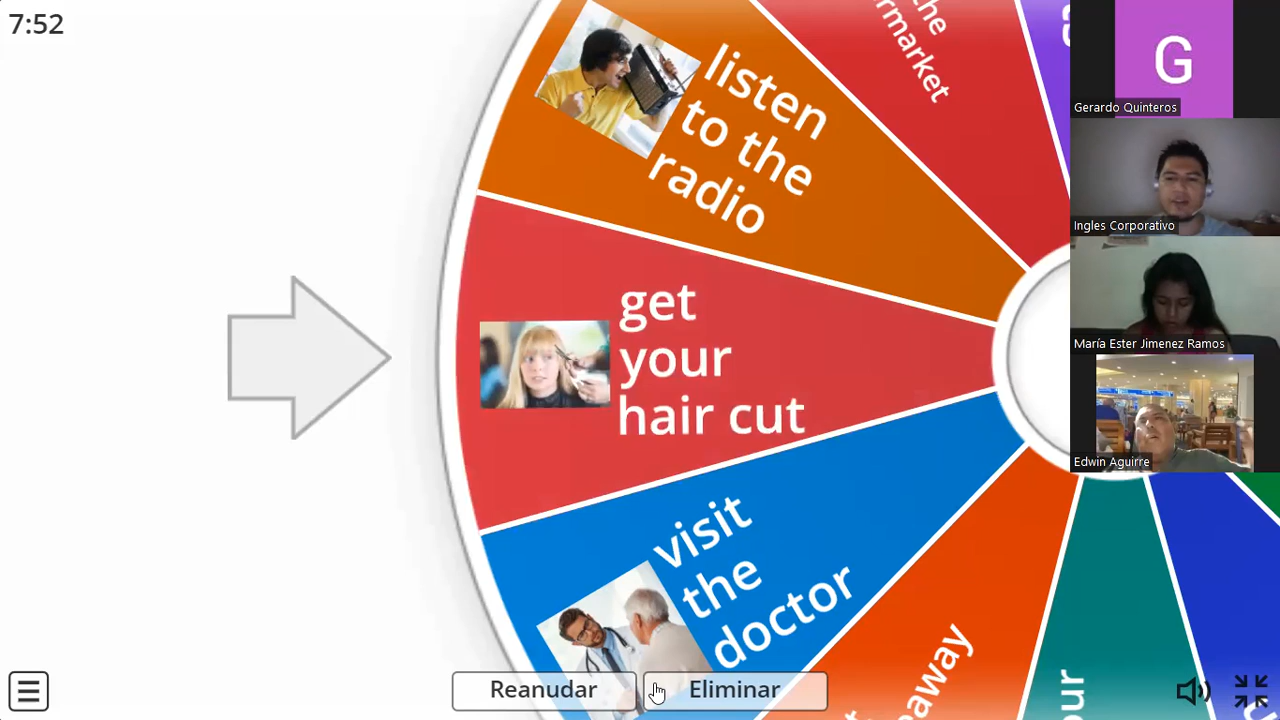 7:52
listen
to the
radio
the
get
your
hair cut
visit
the
doctor
Reanudar
Eliminar
G
Gerardo Quinteros
Ingles Corporativo
María Ester Jimenez Ramos
Edwin Aguirre